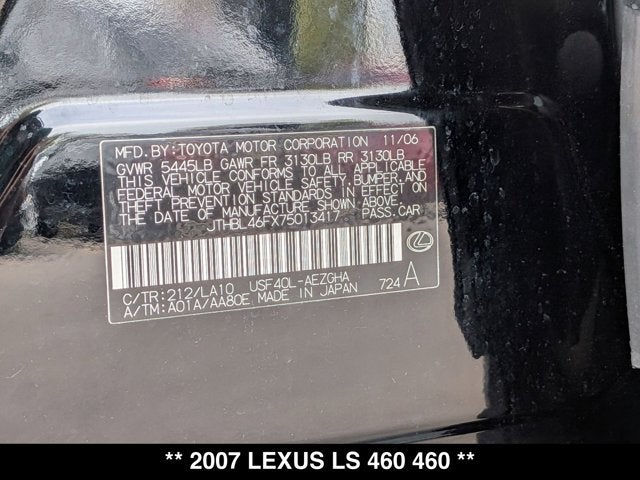 MFD. BY: TOYOTA MOTOR CORPORATION 11/06
GVWR 5445LB GAWR FR 3130LB RR 3130LB
THIS VEHICLE CONFORMS TO ALL APPLICABLE
FEDERAL MOTOR VEHICLE SAFETY, BUMPER, AND
THEFT PREVENTION STANDARDS IN EFFECT ON
THE DATE OF MANUFACTURE SHOWN ABOVE.
JTHBL46FX75013417 PASS. CAR
C/TR: 212/LA10 USF40L-AEZGHA
A/TM: A01A/AA80E MADE IN JAPAN 724 A
** 2007 LEXUS LS 460 460 **